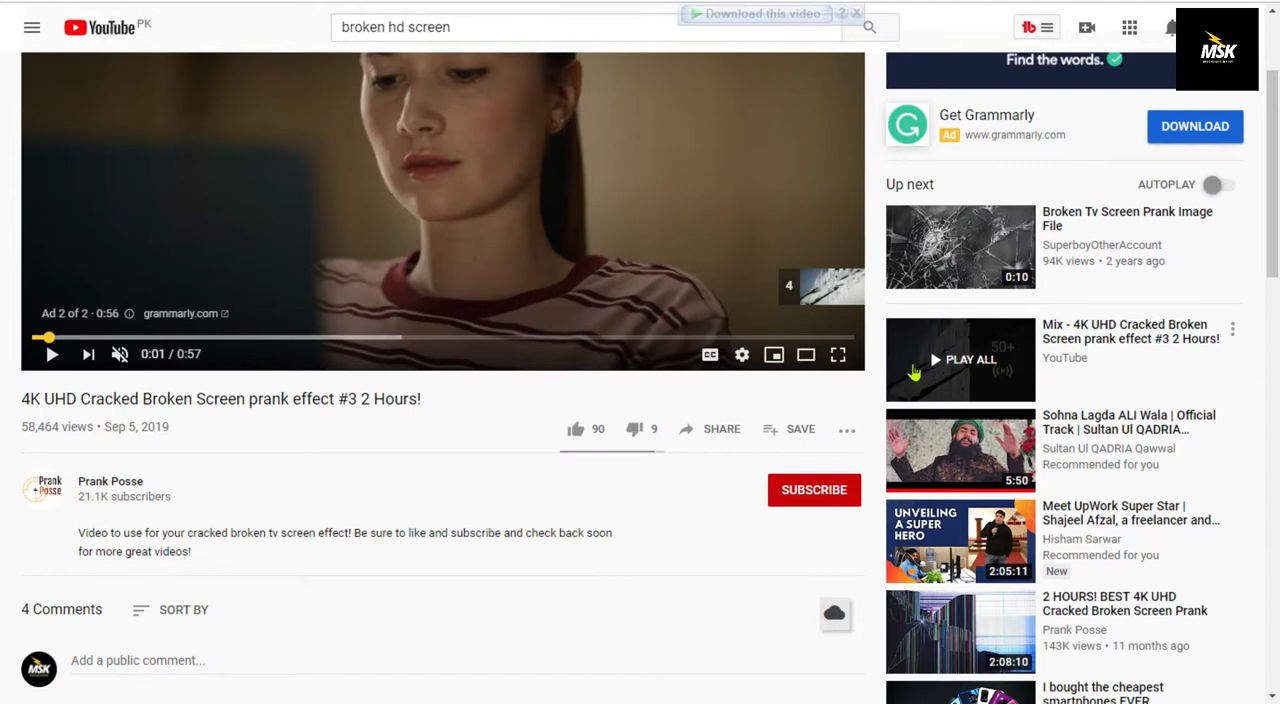 YouTube PK
broken hd screen
Download this video
?
MSK
Find the words.
Get Grammarly
Ad www.grammarly.com
DOWNLOAD
Ad 2 of 2 · 0:56 grammarly.com
4
CC
0:01 / 0:57
4K UHD Cracked Broken Screen prank effect #3 2 Hours!
58,464 views • Sep 5, 2019
90
9
SHARE
SAVE
Prank Posse
Prank Posse
21.1K subscribers
SUBSCRIBE
Video to use for your cracked broken tv screen effect! Be sure to like and subscribe and check back soon
for more great videos!
4 Comments
SORT BY
MSK
Add a public comment...
Up next
AUTOPLAY
Broken Tv Screen Prank Image
File
SuperboyOtherAccount
94K views • 2 years ago
0:10
Mix - 4K UHD Cracked Broken
Screen prank effect #3 2 Hours!
YouTube
50+
PLAY ALL
Sohna Lagda ALI Wala | Official
Track | Sultan Ul QADRIA...
Sultan Ul QADRIA Qawwal
Recommended for you
5:50
UNVEILING
A SUPER
HERO
2:05:11
Meet UpWork Super Star |
Shajeel Afzal, a freelancer and...
Hisham Sarwar
Recommended for you
New
2 HOURS! BEST 4K UHD
Cracked Broken Screen Prank
Prank Posse
143K views • 11 months ago
2:08:10
I bought the cheapest
smartphones EVER